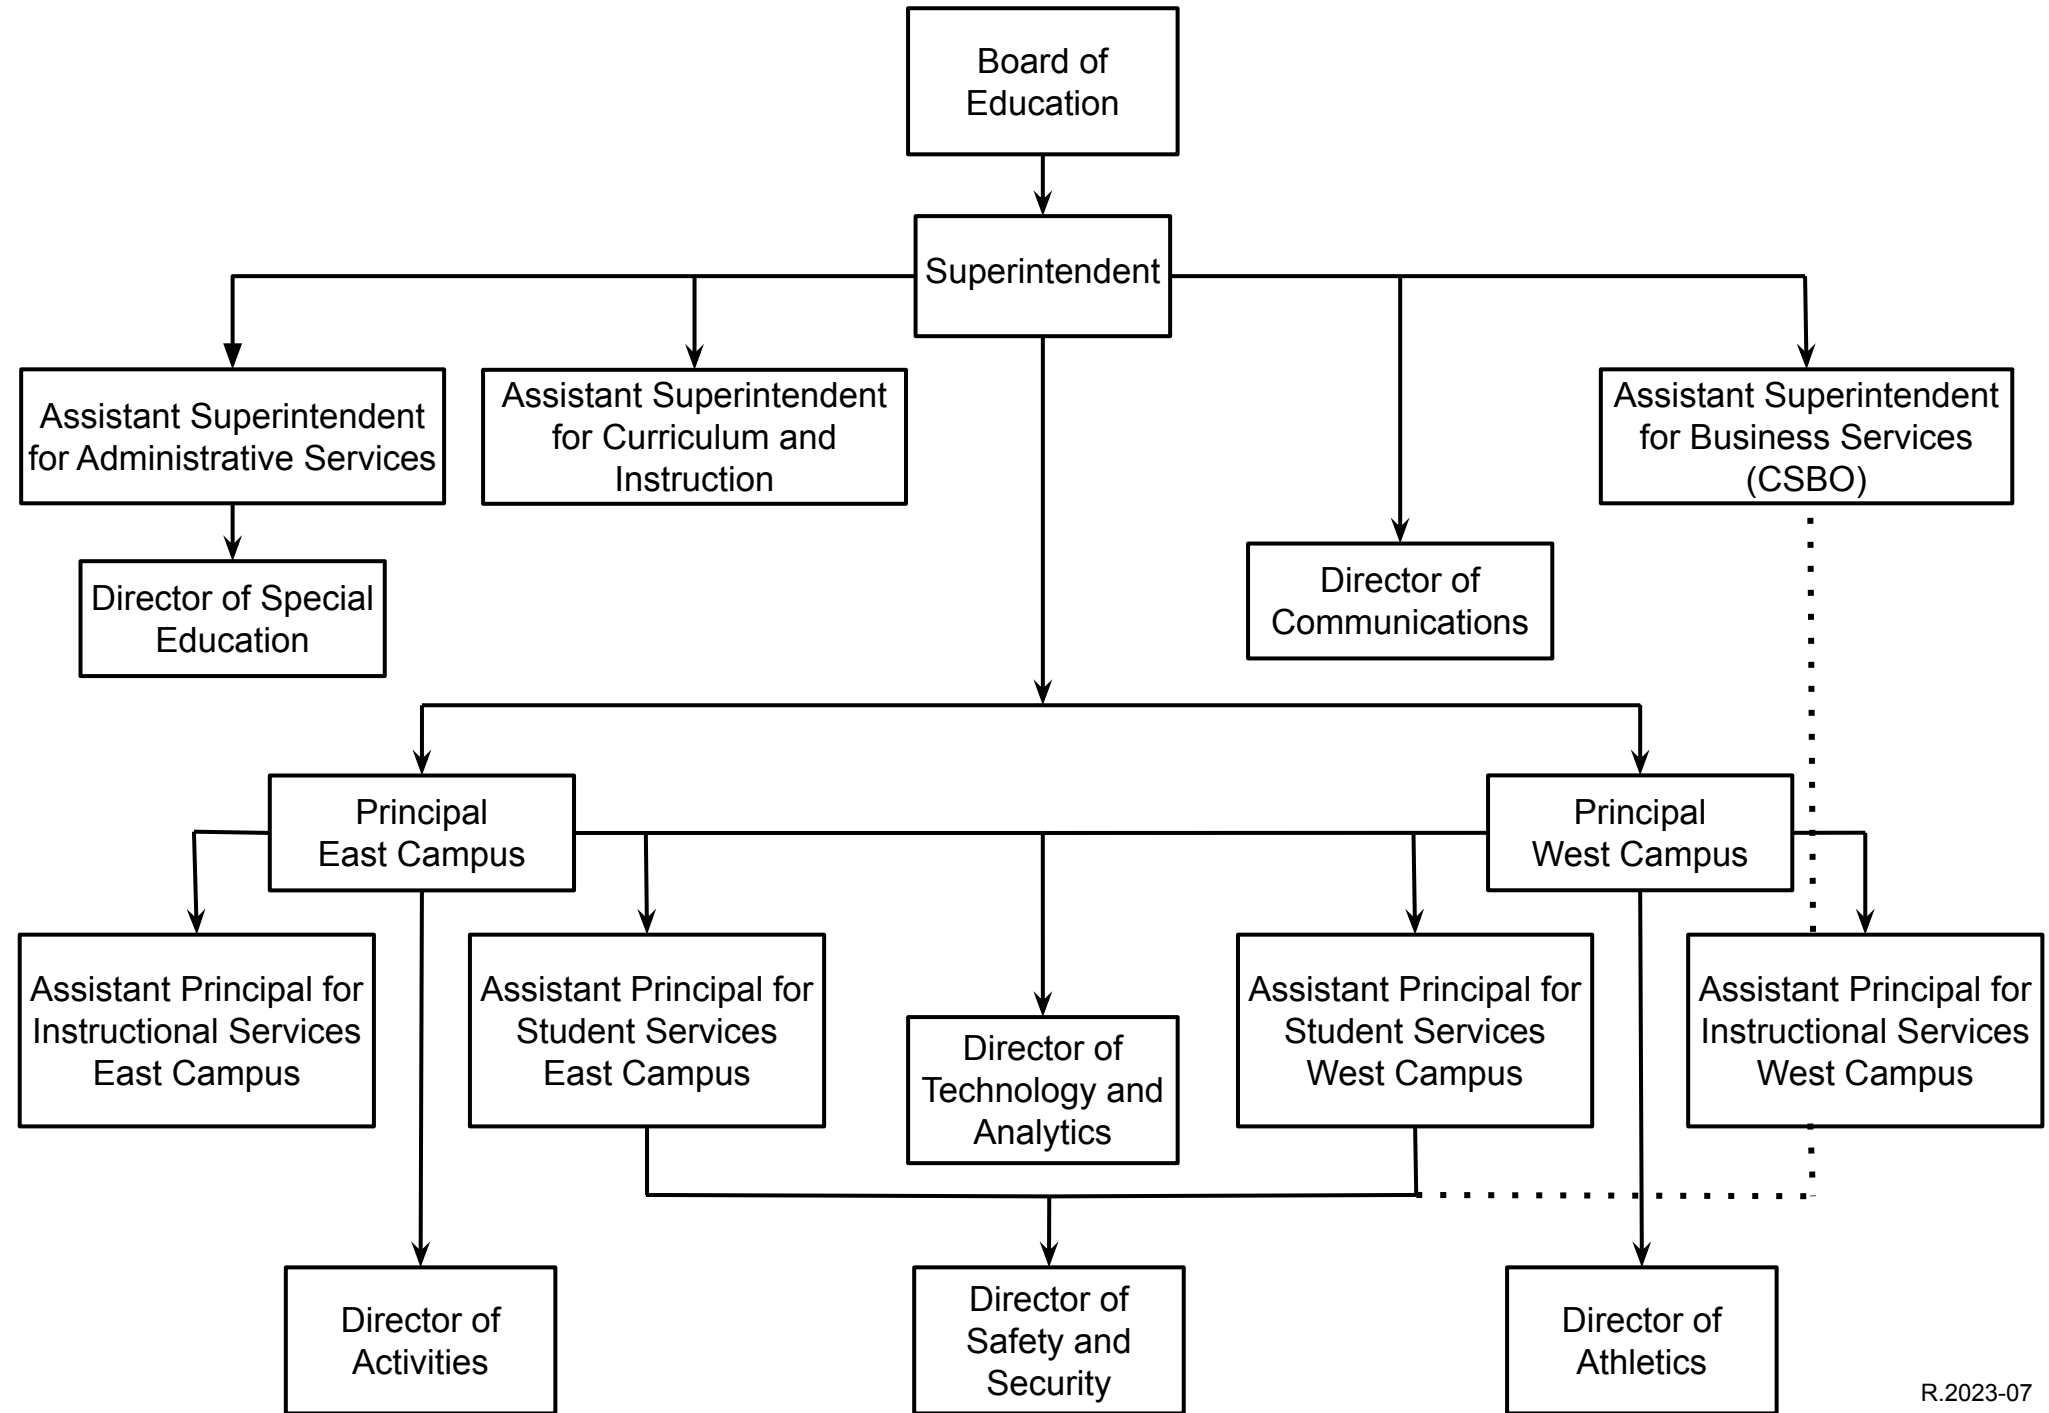 Board of
Education
Superintendent
Assistant Superintendent
for Administrative Services
Assistant Superintendent
for Curriculum and
Instruction
Assistant Superintendent
for Business Services
(CSBO)
Director of Special
Education
Director of
Communications
Principal
East Campus
Principal
West Campus
Assistant Principal for
Instructional Services
East Campus
Assistant Principal for
Student Services
East Campus
Director of
Technology and
Analytics
Assistant Principal for
Student Services
West Campus
Assistant Principal for
Instructional Services
West Campus
Director of
Activities
Director of
Safety and
Security
Director of
Athletics
R.2023-07